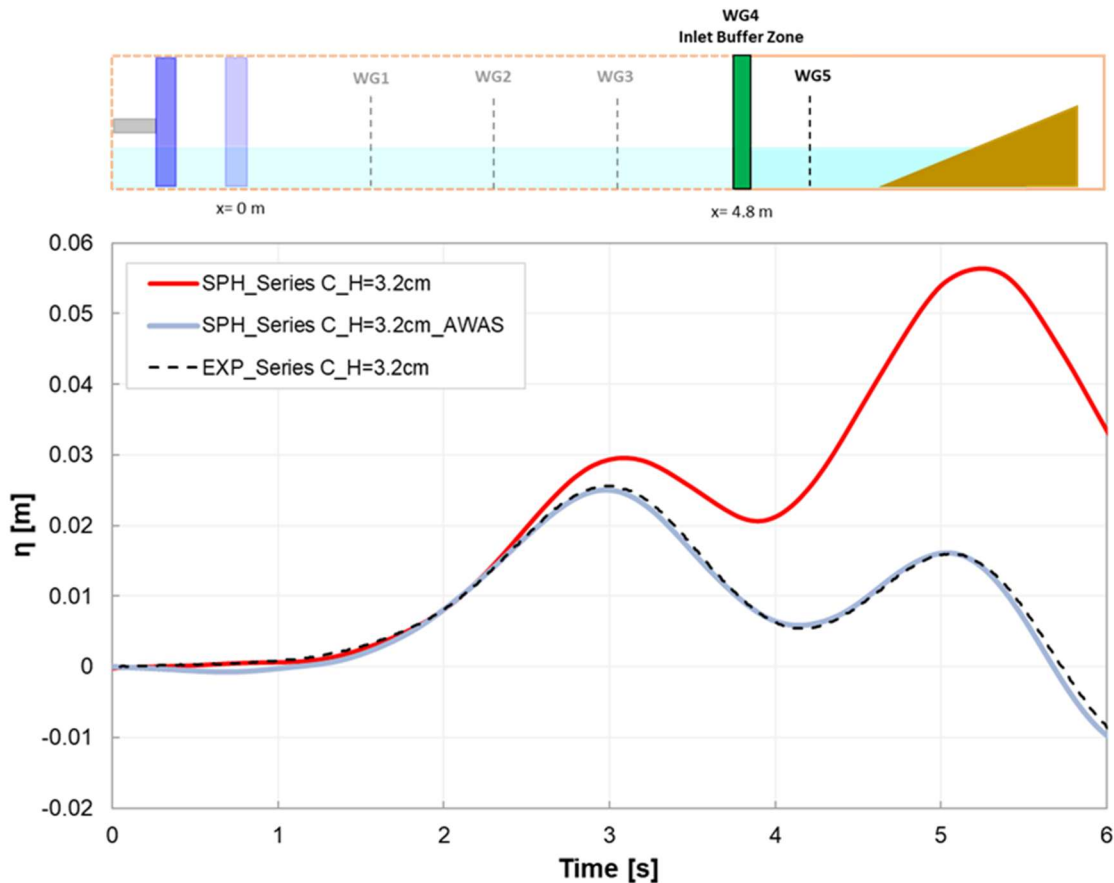 WG4
Inlet Buffer Zone
WG1
WG2
WG3
WG5
x= 0 m
x= 4.8 m
0.06
0.05
0.04
0.03
0.02
0.01
0
-0.01
-0.02
η [m]
SPH_Series C_H=3.2cm
SPH_Series C_H=3.2cm_AWAS
EXP_Series C_H=3.2cm
0 1 2 3 4 5 6
Time [s]